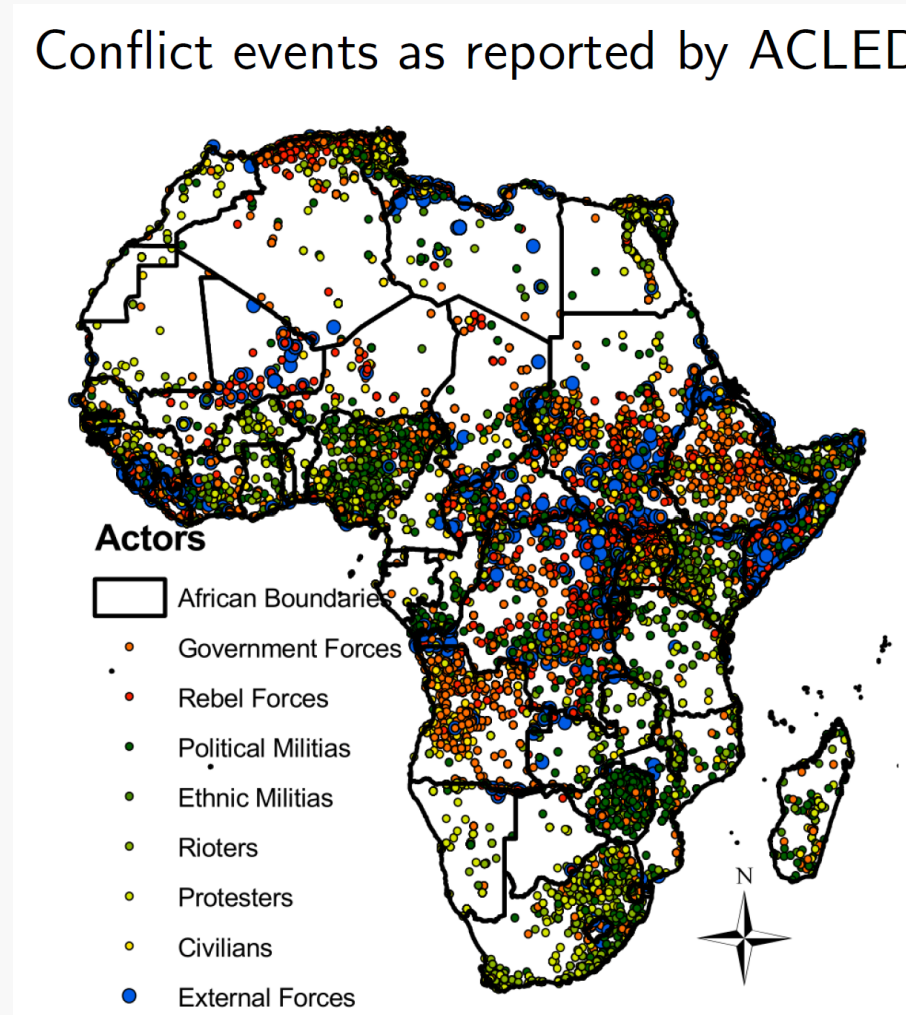 Conflict events as reported by ACLED
Actors
African Boundaries
Government Forces
Rebel Forces
Political Militias
Ethnic Militias
Rioters
Protesters
Civilians
External Forces
N